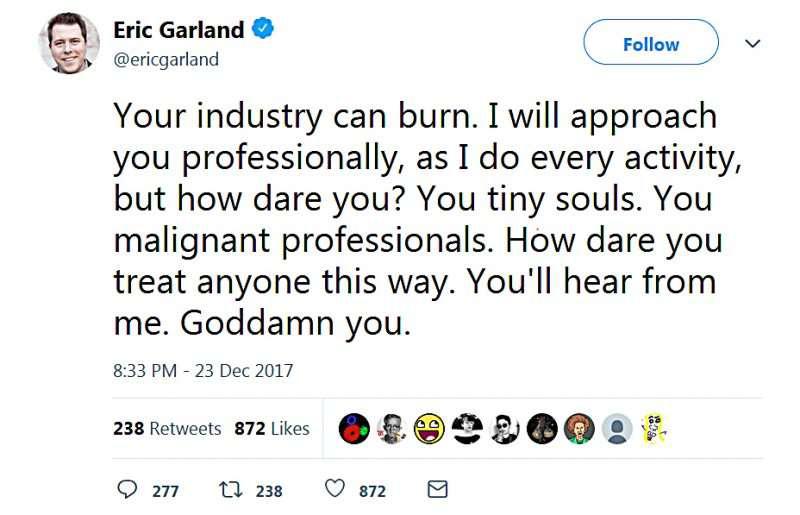 Eric Garland
Follow
@ericgarland
Your industry can burn. I will approach
you professionally, as I do every activity,
but how dare you? You tiny souls. You
malignant professionals. How dare you
treat anyone this way. You'll hear from
me. Goddamn you.
8:33 PM - 23 Dec 2017
238 Retweets 872 Likes
277 238 872